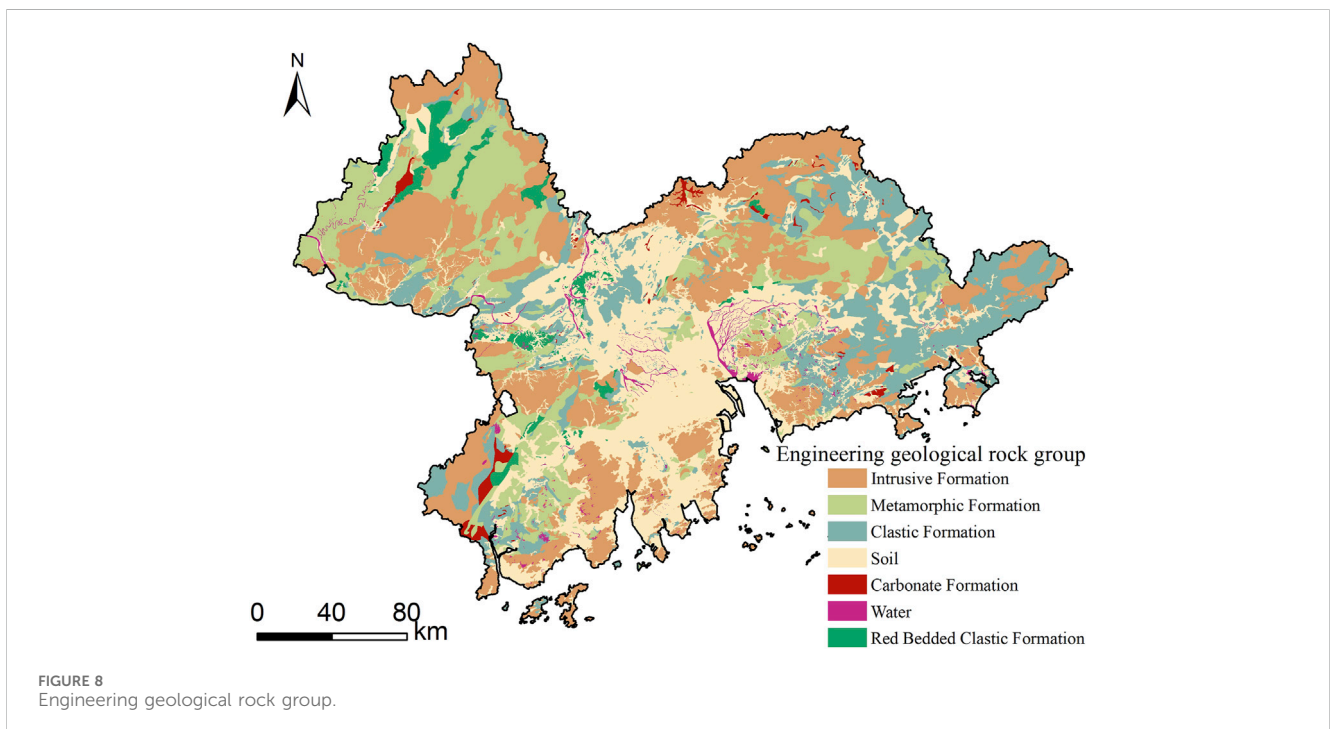 N
Engineering geological rock group
Intrusive Formation
Metamorphic Formation
Clastic Formation
Soil
Carbonate Formation
Water
Red Bedded Clastic Formation
0 40 80
km
FIGURE 8
Engineering geological rock group.